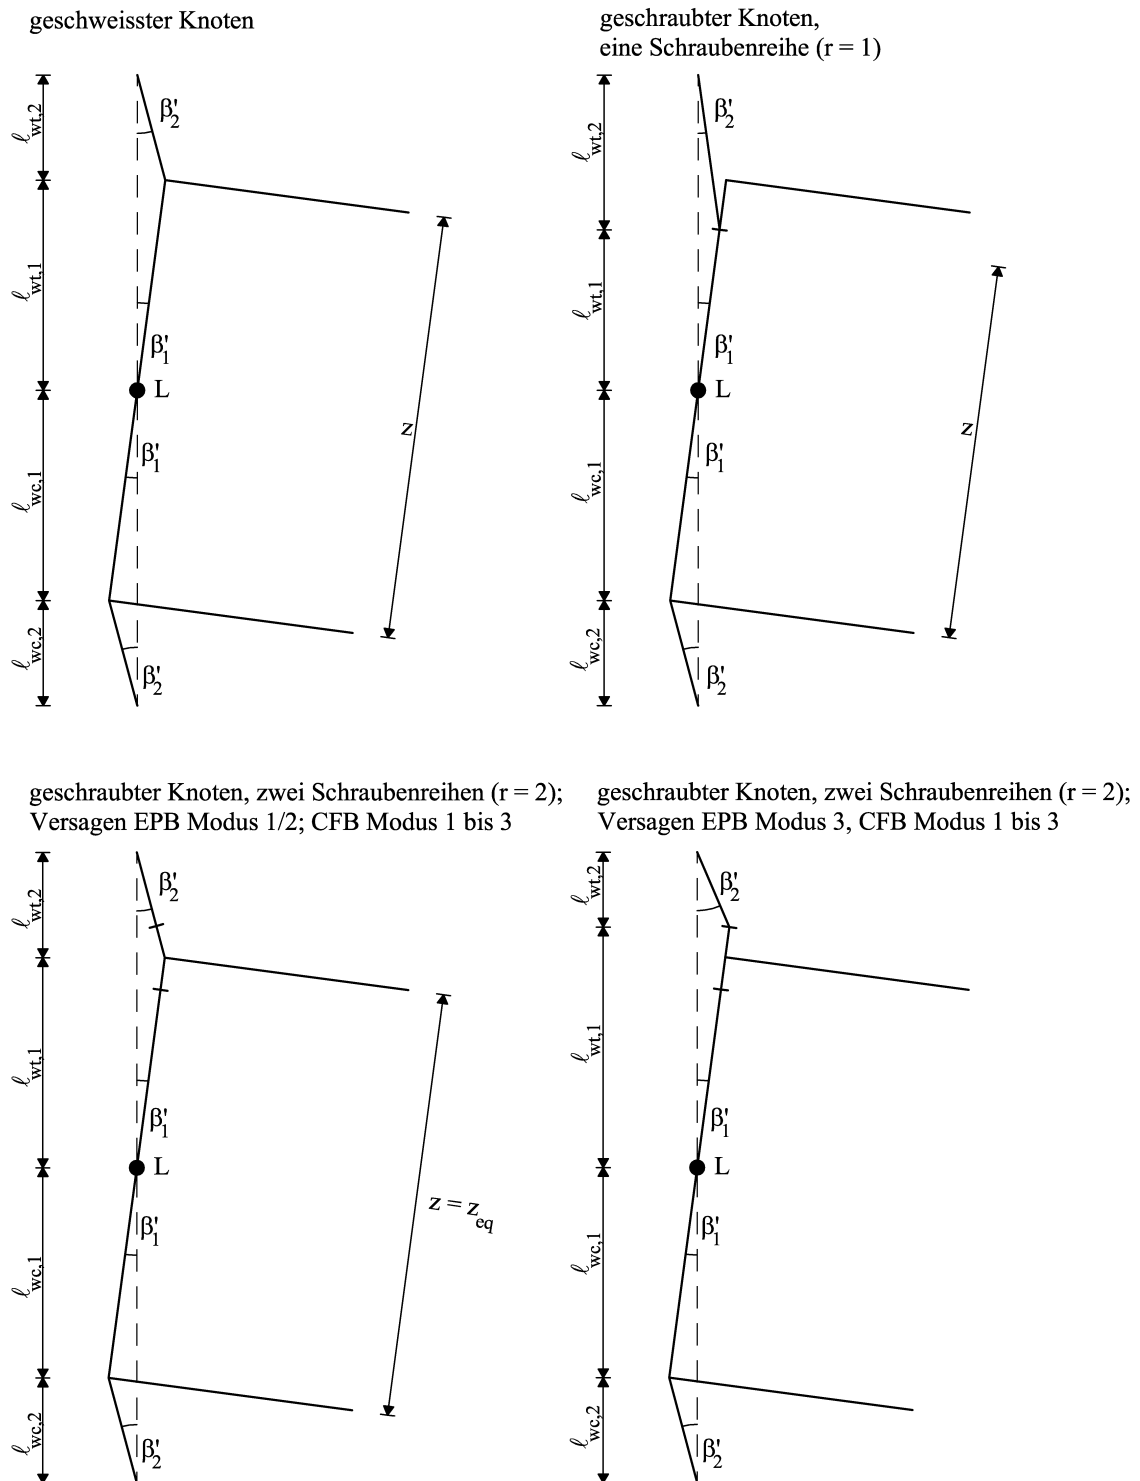 geschweisster Knoten
geschraubter Knoten,
eine Schraubenreihe (r = 1)
ℓwt,2
β'2
ℓwt,1
β'1
L
z
β'1
ℓwc,1
ℓwc,2
β'2
ℓwt,2
β'2
ℓwt,1
β'1
L
z
β'1
ℓwc,1
ℓwc,2
β'2
geschraubter Knoten, zwei Schraubenreihen (r = 2);
Versagen EPB Modus 1/2; CFB Modus 1 bis 3
geschraubter Knoten, zwei Schraubenreihen (r = 2);
Versagen EPB Modus 3, CFB Modus 1 bis 3
ℓwt,2
β'2
ℓwt,1
β'1
L
z = zeq
β'1
ℓwc,1
ℓwc,2
β'2
ℓwt,2
β'2
ℓwt,1
β'1
L
β'1
ℓwc,1
ℓwc,2
β'2